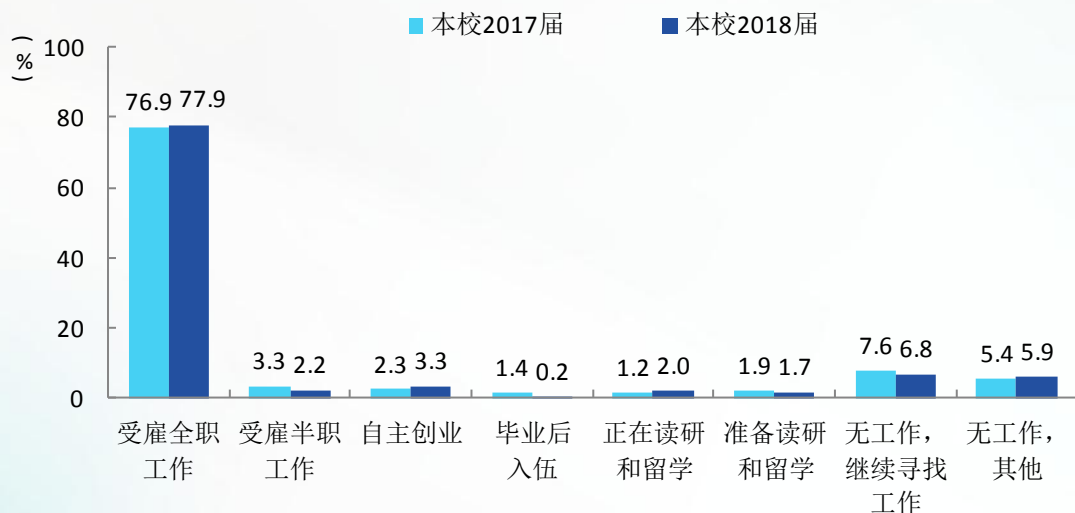 本校2017届 本校2018届
(%)
100
80
60
40
20
0
76.9 77.9
3.3 2.2
2.3 3.3
1.4 0.2
1.2 2.0
1.9 1.7
7.6 6.8
5.4 5.9
受雇全职
工作
受雇半职
工作
自主创业
毕业后
入伍
正在读研
和留学
准备读研
和留学
无工作，
继续寻找
工作
无工作，
其他